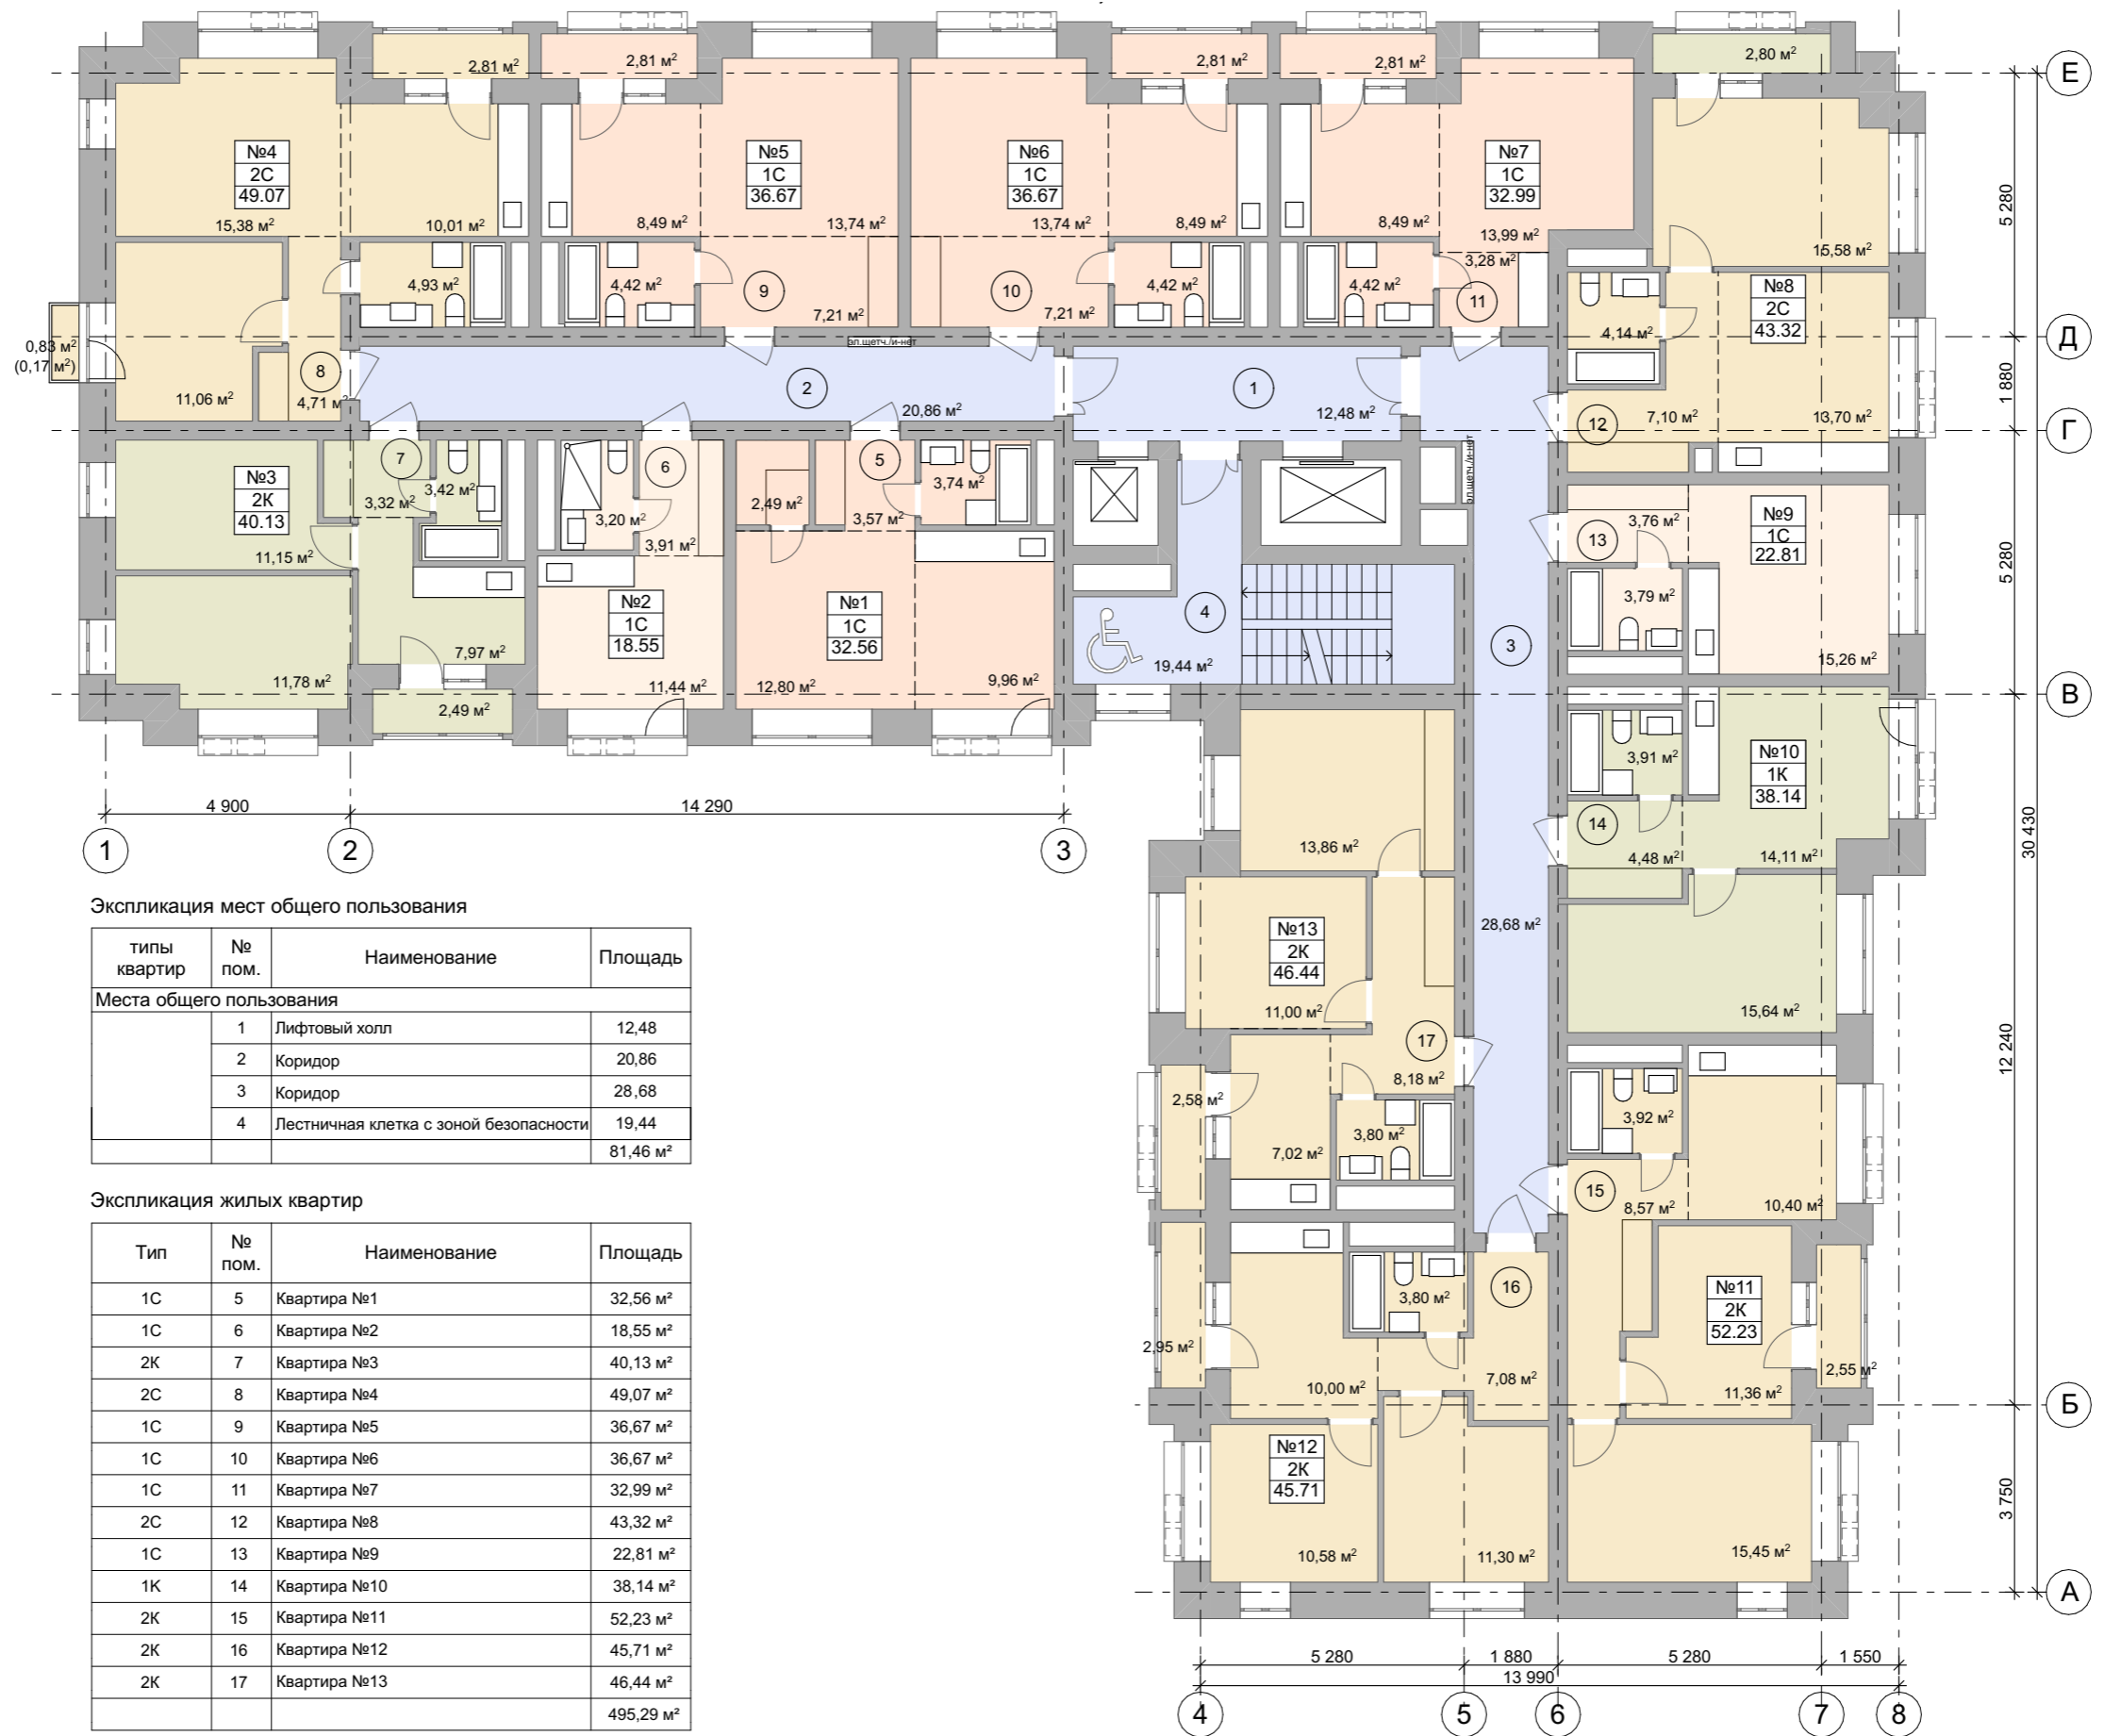 2,81 м²
2,81 м²
2,81 м²
2,81 м²
2,80 м²
Е
№4
2С
49.07
15,38 м²
10,01 м²
№5
1С
36.67
8,49 м²
13,74 м²
№6
1С
36.67
13,74 м²
8,49 м²
№7
1С
32.99
8,49 м²
13,99 м²
3,28 м²
15,58 м²
5 280
4,93 м²
4,42 м²
9
7,21 м²
10
7,21 м²
4,42 м²
4,42 м²
11
№8
2С
43.32
4,14 м²
0,83 м²
(0,17 м²)
эл.щетч./и-нет
Д
11,06 м²
8
4,71 м²
2
20,86 м²
1
12,48 м²
12
7,10 м²
13,70 м²
1 880
Г
№3
2К
40.13
11,15 м²
7
3,32 м²
3,42 м²
6
3,20 м²
3,91 м²
2,49 м²
5
3,57 м²
3,74 м²
эл.щетч./и-нет
13
3,76 м²
№9
1С
22.81
3,79 м²
15,26 м²
5 280
11,78 м²
7,97 м²
2,49 м²
№2
1С
18.55
11,44 м²
№1
1С
32.56
12,80 м²
9,96 м²
4
19,44 м²
3
В
3,91 м²
№10
1К
38.14
14
4,48 м²
14,11 м²
4 900
14 290
1
2
3
30 430
13,86 м²
№13
2К
46.44
11,00 м²
28,68 м²
15,64 м²
17
8,18 м²
12 240
2,58 м²
7,02 м²
3,80 м²
3,92 м²
15
8,57 м²
10,40 м²
Экспликация мест общего пользования
типы квартир № пом. Наименование Площадь
Места общего пользования
1 Лифтовый холл 12,48
2 Коридор 20,86
3 Коридор 28,68
4 Лестничная клетка с зоной безопасности 19,44
81,46 м²
Экспликация жилых квартир
Тип № пом. Наименование Площадь
1С 5 Квартира №1 32,56 м²
1С 6 Квартира №2 18,55 м²
2К 7 Квартира №3 40,13 м²
2С 8 Квартира №4 49,07 м²
1С 9 Квартира №5 36,67 м²
1С 10 Квартира №6 36,67 м²
1С 11 Квартира №7 32,99 м²
2С 12 Квартира №8 43,32 м²
1С 13 Квартира №9 22,81 м²
1К 14 Квартира №10 38,14 м²
2К 15 Квартира №11 52,23 м²
2К 16 Квартира №12 45,71 м²
2К 17 Квартира №13 46,44 м²
495,29 м²
3,80 м²
16
2,95 м²
10,00 м²
7,08 м²
№11
2К
52.23
11,36 м²
2,55 м²
Б
№12
2К
45.71
10,58 м²
11,30 м²
15,45 м²
3 750
А
5 280
1 880
5 280
1 550
13 990
4
5
6
7
8